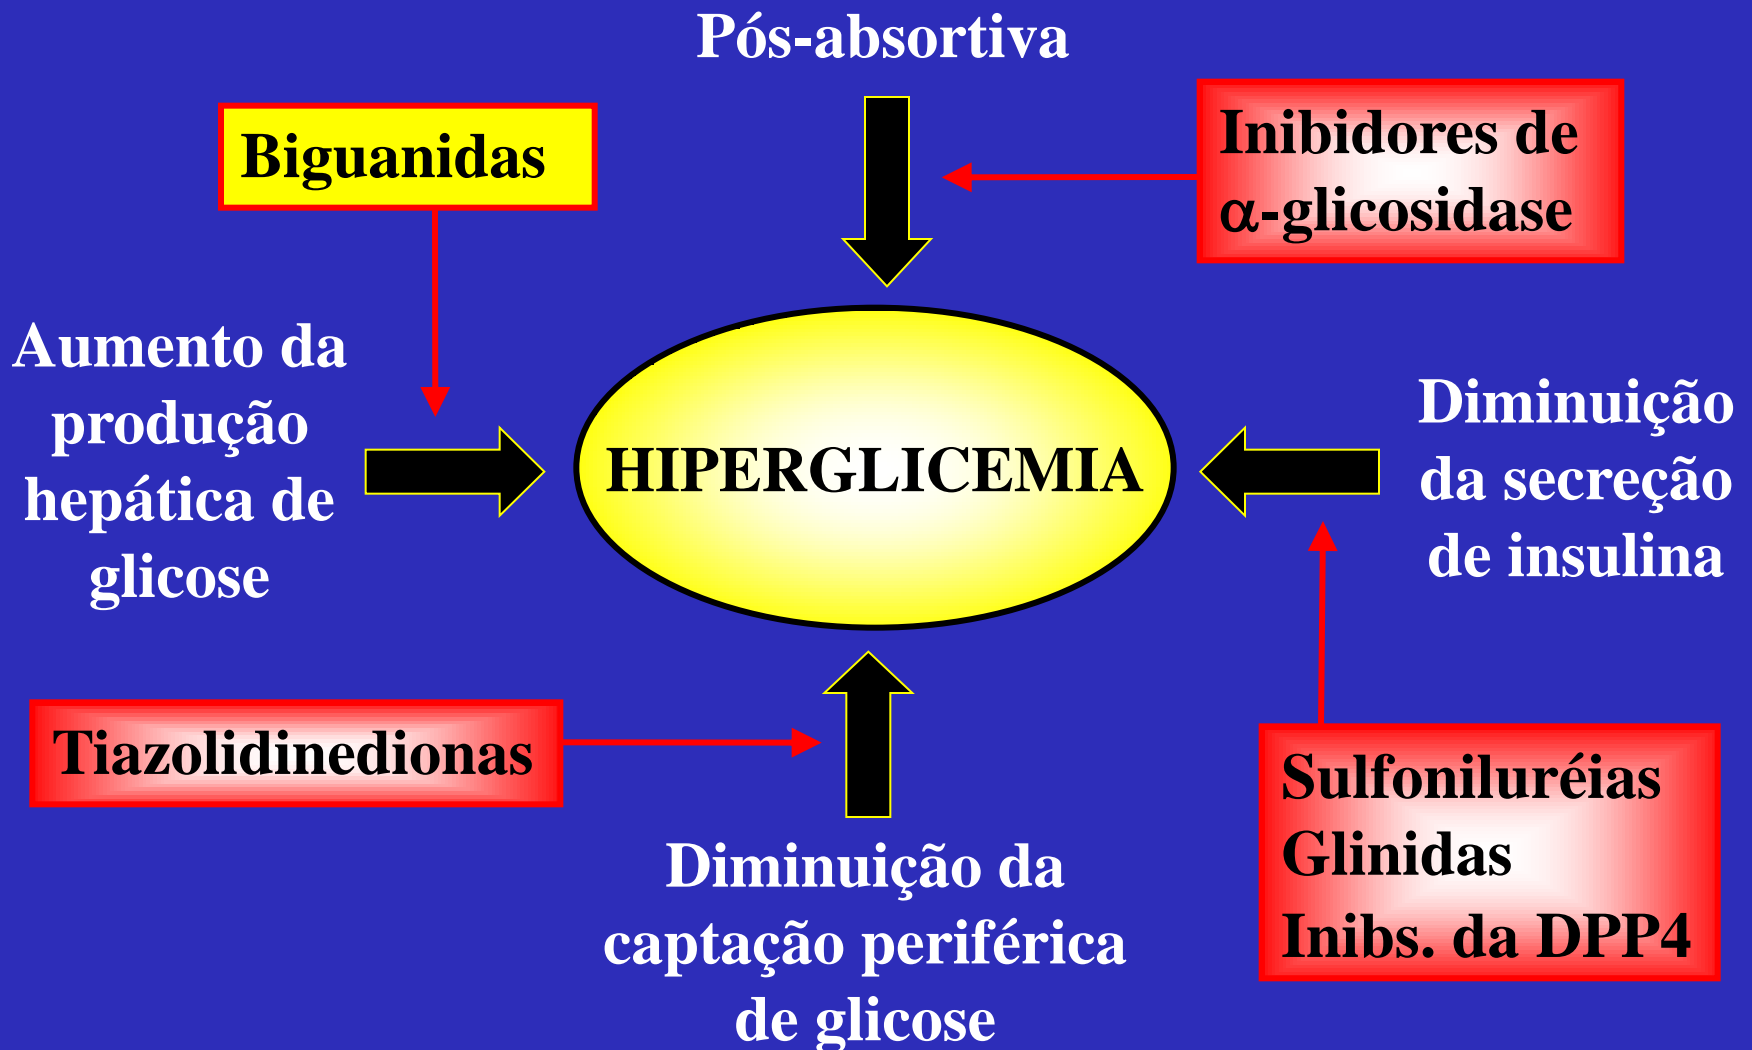 Pós-absortiva
Biguanidas
Inibidores de
α-glicosidase
Aumento da
produção
hepática de
glicose
HIPERGLICEMIA
Diminuição
da secreção
de insulina
Tiazolidinedionas
Sulfoniluréias
Glinidas
Inibs. da DPP4
Diminuição da
captação periférica
de glicose